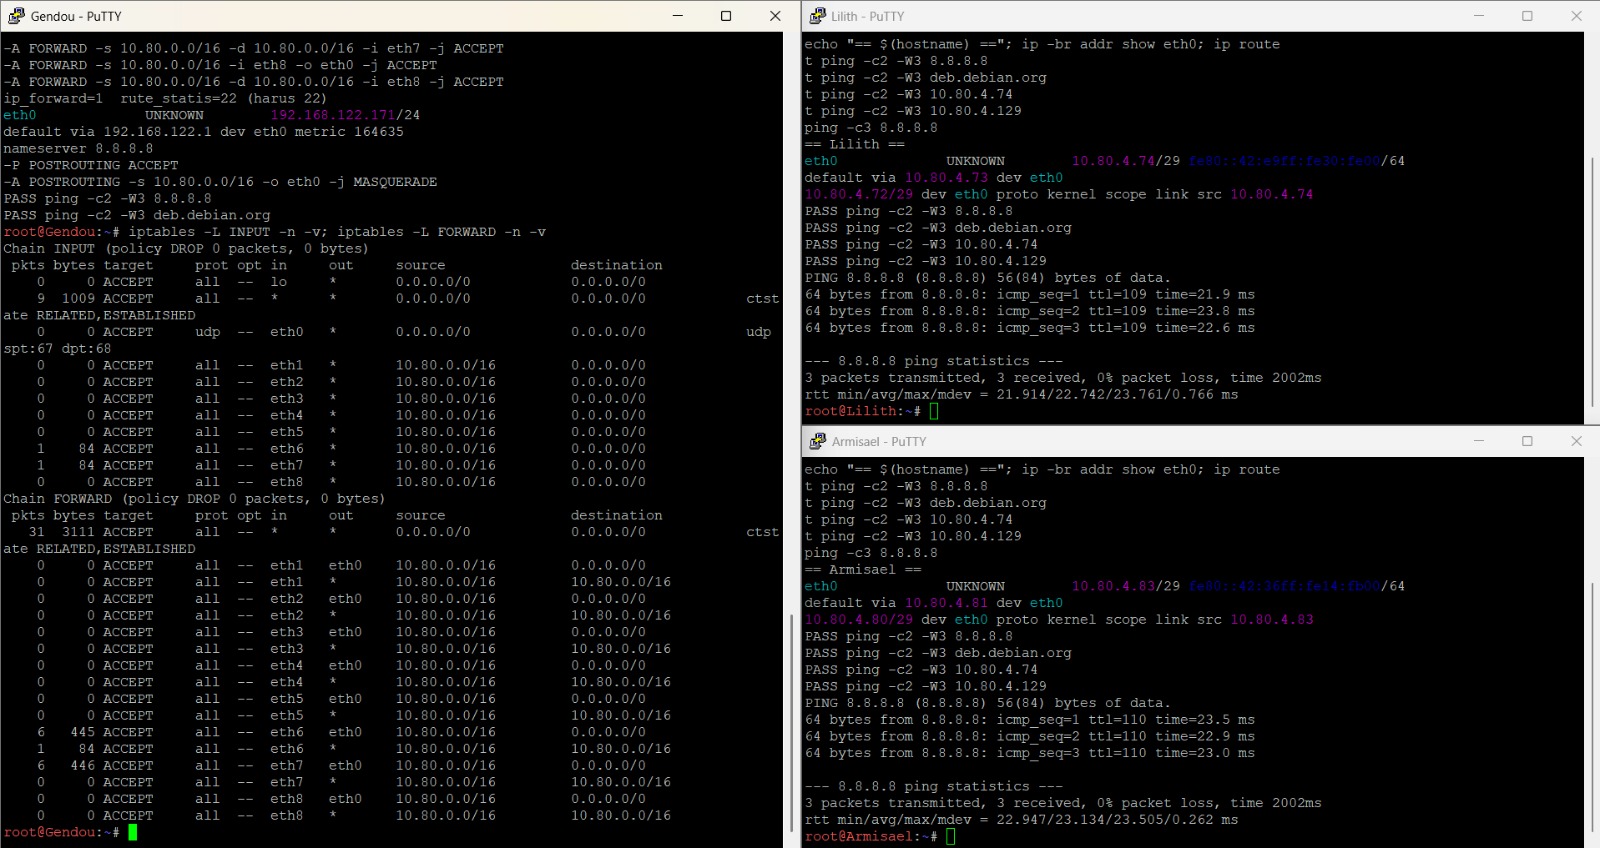 Gendou - PuTTY
-A FORWARD -s 10.80.0.0/16 -d 10.80.0.0/16 -i eth7 -j ACCEPT
-A FORWARD -s 10.80.0.0/16 -i eth8 -o eth0 -j ACCEPT
-A FORWARD -s 10.80.0.0/16 -d 10.80.0.0/16 -i eth8 -j ACCEPT
ip_forward=1  rute_statis=22 (harus 22)
eth0             UNKNOWN        192.168.122.171/24
default via 192.168.122.1 dev eth0 metric 164635
nameserver 8.8.8.8
-P POSTROUTING ACCEPT
-A POSTROUTING -s 10.80.0.0/16 -o eth0 -j MASQUERADE
PASS ping -c2 -W3 8.8.8.8
PASS ping -c2 -W3 deb.debian.org
root@Gendou:~# iptables -L INPUT -n -v; iptables -L FORWARD -n -v
Chain INPUT (policy DROP 0 packets, 0 bytes)
 pkts bytes target     prot opt in     out     source               destination
    0     0 ACCEPT     all  --  lo     *       0.0.0.0/0            0.0.0.0/0
    9  1009 ACCEPT     all  --  *      *       0.0.0.0/0            0.0.0.0/0            ctst
ate RELATED,ESTABLISHED
    0     0 ACCEPT     udp  --  eth0   *       0.0.0.0/0            0.0.0.0/0            udp
spt:67 dpt:68
    0     0 ACCEPT     all  --  eth1   *       10.80.0.0/16         0.0.0.0/0
    0     0 ACCEPT     all  --  eth2   *       10.80.0.0/16         0.0.0.0/0
    0     0 ACCEPT     all  --  eth3   *       10.80.0.0/16         0.0.0.0/0
    0     0 ACCEPT     all  --  eth4   *       10.80.0.0/16         0.0.0.0/0
    0     0 ACCEPT     all  --  eth5   *       10.80.0.0/16         0.0.0.0/0
    1    84 ACCEPT     all  --  eth6   *       10.80.0.0/16         0.0.0.0/0
    1    84 ACCEPT     all  --  eth7   *       10.80.0.0/16         0.0.0.0/0
    0     0 ACCEPT     all  --  eth8   *       10.80.0.0/16         0.0.0.0/0
Chain FORWARD (policy DROP 0 packets, 0 bytes)
 pkts bytes target     prot opt in     out     source               destination
   31  3111 ACCEPT     all  --  *      *       0.0.0.0/0            0.0.0.0/0            ctst
ate RELATED,ESTABLISHED
    0     0 ACCEPT     all  --  eth1   eth0    10.80.0.0/16         0.0.0.0/0
    0     0 ACCEPT     all  --  eth1   *       10.80.0.0/16         10.80.0.0/16
    0     0 ACCEPT     all  --  eth2   eth0    10.80.0.0/16         0.0.0.0/0
    0     0 ACCEPT     all  --  eth2   *       10.80.0.0/16         10.80.0.0/16
    0     0 ACCEPT     all  --  eth3   eth0    10.80.0.0/16         0.0.0.0/0
    0     0 ACCEPT     all  --  eth3   *       10.80.0.0/16         10.80.0.0/16
    0     0 ACCEPT     all  --  eth4   eth0    10.80.0.0/16         0.0.0.0/0
    0     0 ACCEPT     all  --  eth4   *       10.80.0.0/16         10.80.0.0/16
    0     0 ACCEPT     all  --  eth5   eth0    10.80.0.0/16         0.0.0.0/0
    0     0 ACCEPT     all  --  eth5   *       10.80.0.0/16         10.80.0.0/16
    6   445 ACCEPT     all  --  eth6   eth0    10.80.0.0/16         0.0.0.0/0
    1    84 ACCEPT     all  --  eth6   *       10.80.0.0/16         10.80.0.0/16
    6   446 ACCEPT     all  --  eth7   eth0    10.80.0.0/16         0.0.0.0/0
    0     0 ACCEPT     all  --  eth7   *       10.80.0.0/16         10.80.0.0/16
    0     0 ACCEPT     all  --  eth8   eth0    10.80.0.0/16         0.0.0.0/0
    0     0 ACCEPT     all  --  eth8   *       10.80.0.0/16         10.80.0.0/16
root@Gendou:~#
Lilith - PuTTY
echo "== $(hostname) =="; ip -br addr show eth0; ip route
t ping -c2 -W3 8.8.8.8
t ping -c2 -W3 deb.debian.org
t ping -c2 -W3 10.80.4.74
t ping -c2 -W3 10.80.4.129
ping -c3 8.8.8.8
== Lilith ==
eth0             UNKNOWN        10.80.4.74/29 fe80::42:e9ff:fe30:fe00/64
default via 10.80.4.73 dev eth0
10.80.4.72/29 dev eth0 proto kernel scope link src 10.80.4.74
PASS ping -c2 -W3 8.8.8.8
PASS ping -c2 -W3 deb.debian.org
PASS ping -c2 -W3 10.80.4.74
PASS ping -c2 -W3 10.80.4.129
PING 8.8.8.8 (8.8.8.8) 56(84) bytes of data.
64 bytes from 8.8.8.8: icmp_seq=1 ttl=109 time=21.9 ms
64 bytes from 8.8.8.8: icmp_seq=2 ttl=109 time=23.8 ms
64 bytes from 8.8.8.8: icmp_seq=3 ttl=109 time=22.6 ms
--- 8.8.8.8 ping statistics ---
3 packets transmitted, 3 received, 0% packet loss, time 2002ms
rtt min/avg/max/mdev = 21.914/22.742/23.761/0.766 ms
root@Lilith:~#
Armisael - PuTTY
echo "== $(hostname) =="; ip -br addr show eth0; ip route
t ping -c2 -W3 8.8.8.8
t ping -c2 -W3 deb.debian.org
t ping -c2 -W3 10.80.4.74
t ping -c2 -W3 10.80.4.129
ping -c3 8.8.8.8
== Armisael ==
eth0             UNKNOWN        10.80.4.83/29 fe80::42:36ff:fe14:fb00/64
default via 10.80.4.81 dev eth0
10.80.4.80/29 dev eth0 proto kernel scope link src 10.80.4.83
PASS ping -c2 -W3 8.8.8.8
PASS ping -c2 -W3 deb.debian.org
PASS ping -c2 -W3 10.80.4.74
PASS ping -c2 -W3 10.80.4.129
PING 8.8.8.8 (8.8.8.8) 56(84) bytes of data.
64 bytes from 8.8.8.8: icmp_seq=1 ttl=110 time=23.5 ms
64 bytes from 8.8.8.8: icmp_seq=2 ttl=110 time=22.9 ms
64 bytes from 8.8.8.8: icmp_seq=3 ttl=110 time=23.0 ms
--- 8.8.8.8 ping statistics ---
3 packets transmitted, 3 received, 0% packet loss, time 2002ms
rtt min/avg/max/mdev = 22.947/23.134/23.505/0.262 ms
root@Armisael:~#